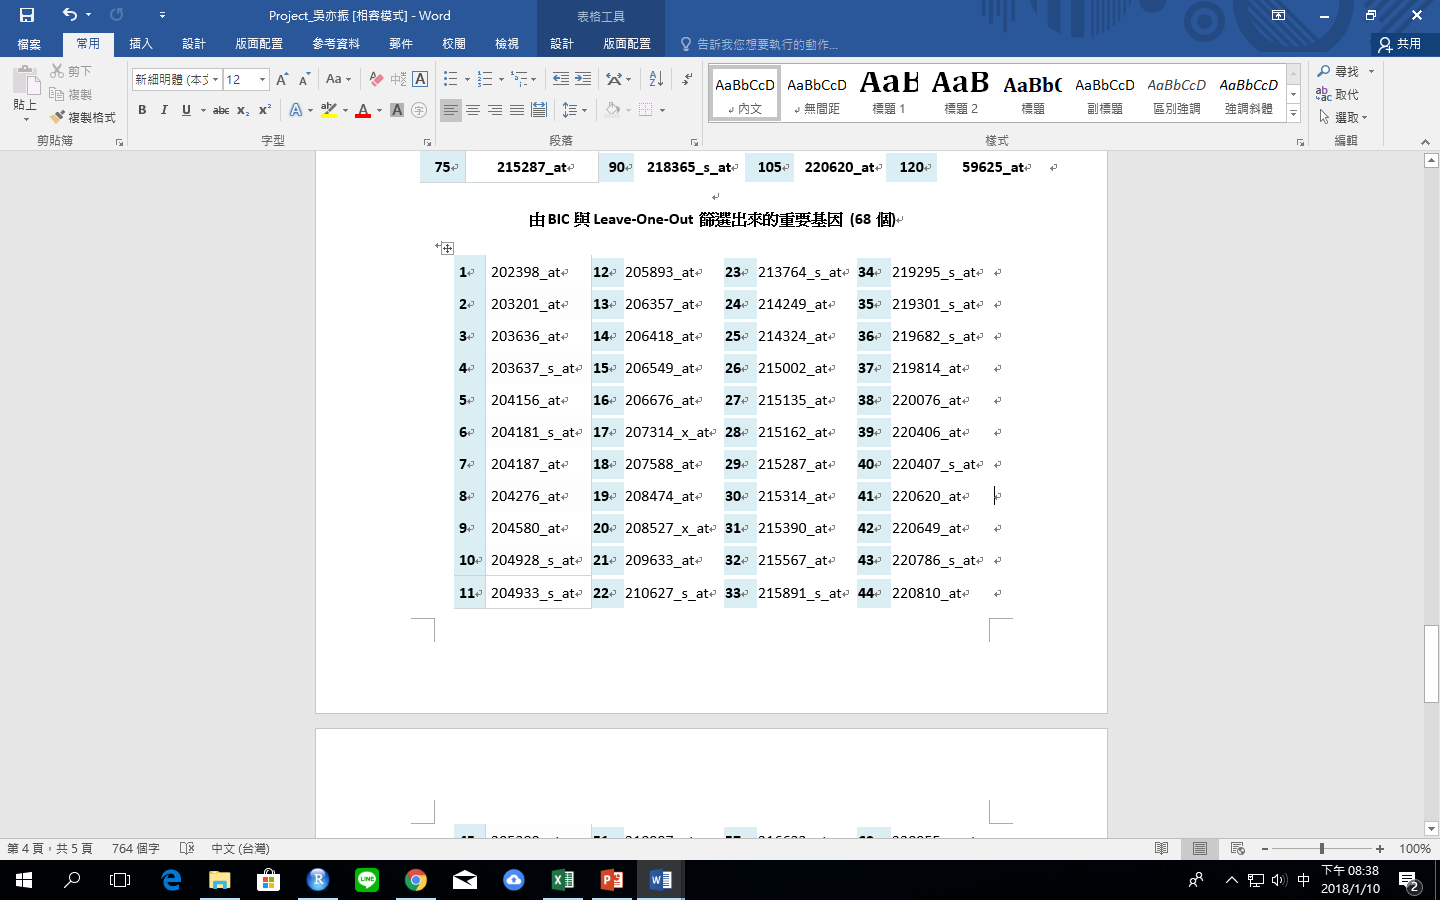 Project_吳亦振 [相容模式] - Word
表格工具
檔案 常用 插入 設計 版面配置 參考資料 郵件 校閱 檢視 設計 版面配置 告訴我您想要執行的動作... 共用
貼上 剪下 複製 複製格式
新細明體 (本文 12
AaBbCcD AaBbCcD AaB AaB AaBb( AaBbCcD AaBbCcD AaBbCcD
內文 無間距 標題 1 標題 2 標題 副標題 區別強調 強調斜體
尋找 取代 選取
剪貼簿 字型 段落 樣式 編輯
75 215287_at 90 218365_s_at 105 220620_at 120 59625_at
由 BIC 與 Leave-One-Out 篩選出來的重要基因 (68 個)
1 202398_at 12 205893_at 23 213764_s_at 34 219295_s_at
2 203201_at 13 206357_at 24 214249_at 35 219301_s_at
3 203636_at 14 206418_at 25 214324_at 36 219682_s_at
4 203637_s_at 15 206549_at 26 215002_at 37 219814_at
5 204156_at 16 206676_at 27 215135_at 38 220076_at
6 204181_s_at 17 207314_x_at 28 215162_at 39 220406_at
7 204187_at 18 207588_at 29 215287_at 40 220407_s_at
8 204276_at 19 208474_at 30 215314_at 41 220620_at
9 204580_at 20 208527_x_at 31 215390_at 42 220649_at
10 204928_s_at 21 209633_at 32 215567_at 43 220786_s_at
11 204933_s_at 22 210627_s_at 33 215891_s_at 44 220810_at
第 4 頁，共 5 頁 764 個字 中文 (台灣) 100%
中 下午 08:38
2018/1/10 2